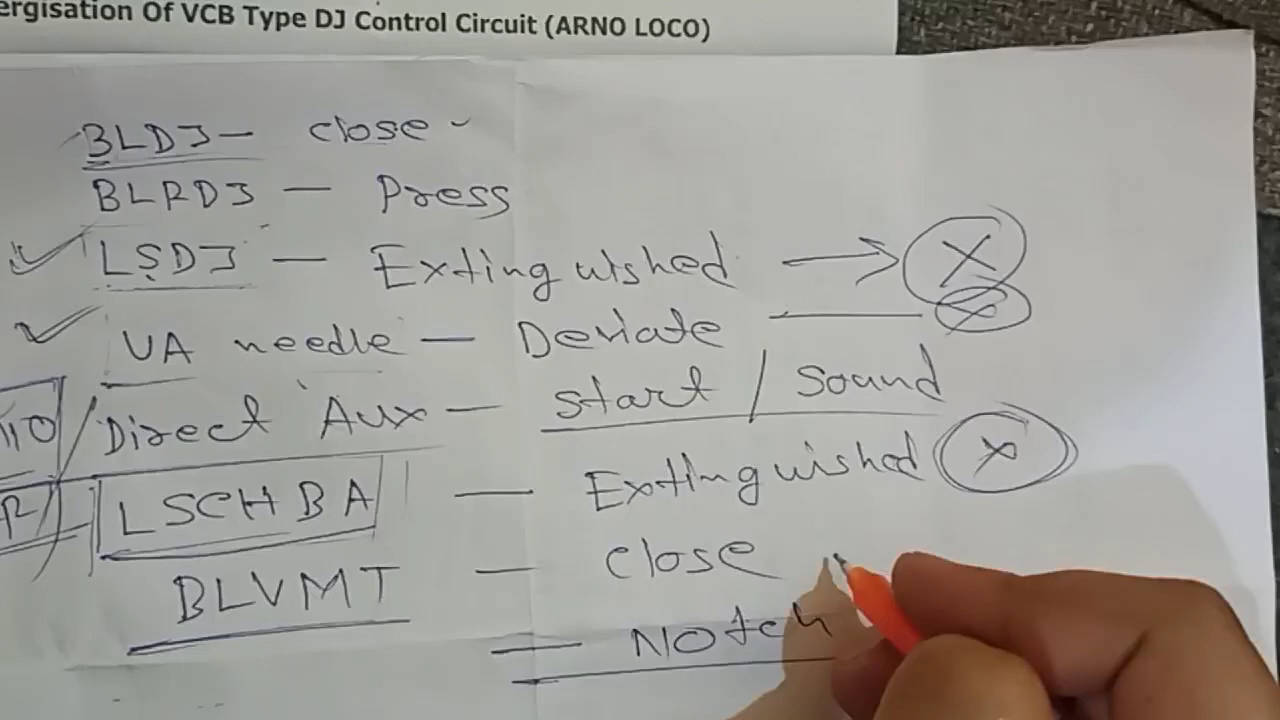 ergisation Of VCB Type DJ Control Circuit (ARNO LOCO)
BLDJ — close
BLRDJ — Press
LSDJ — Extinguished → X
UA needle — Deviate — X
Direct Aux — start / sound
LSCHBA — Extinguished X
BLVMT — close
— Notch